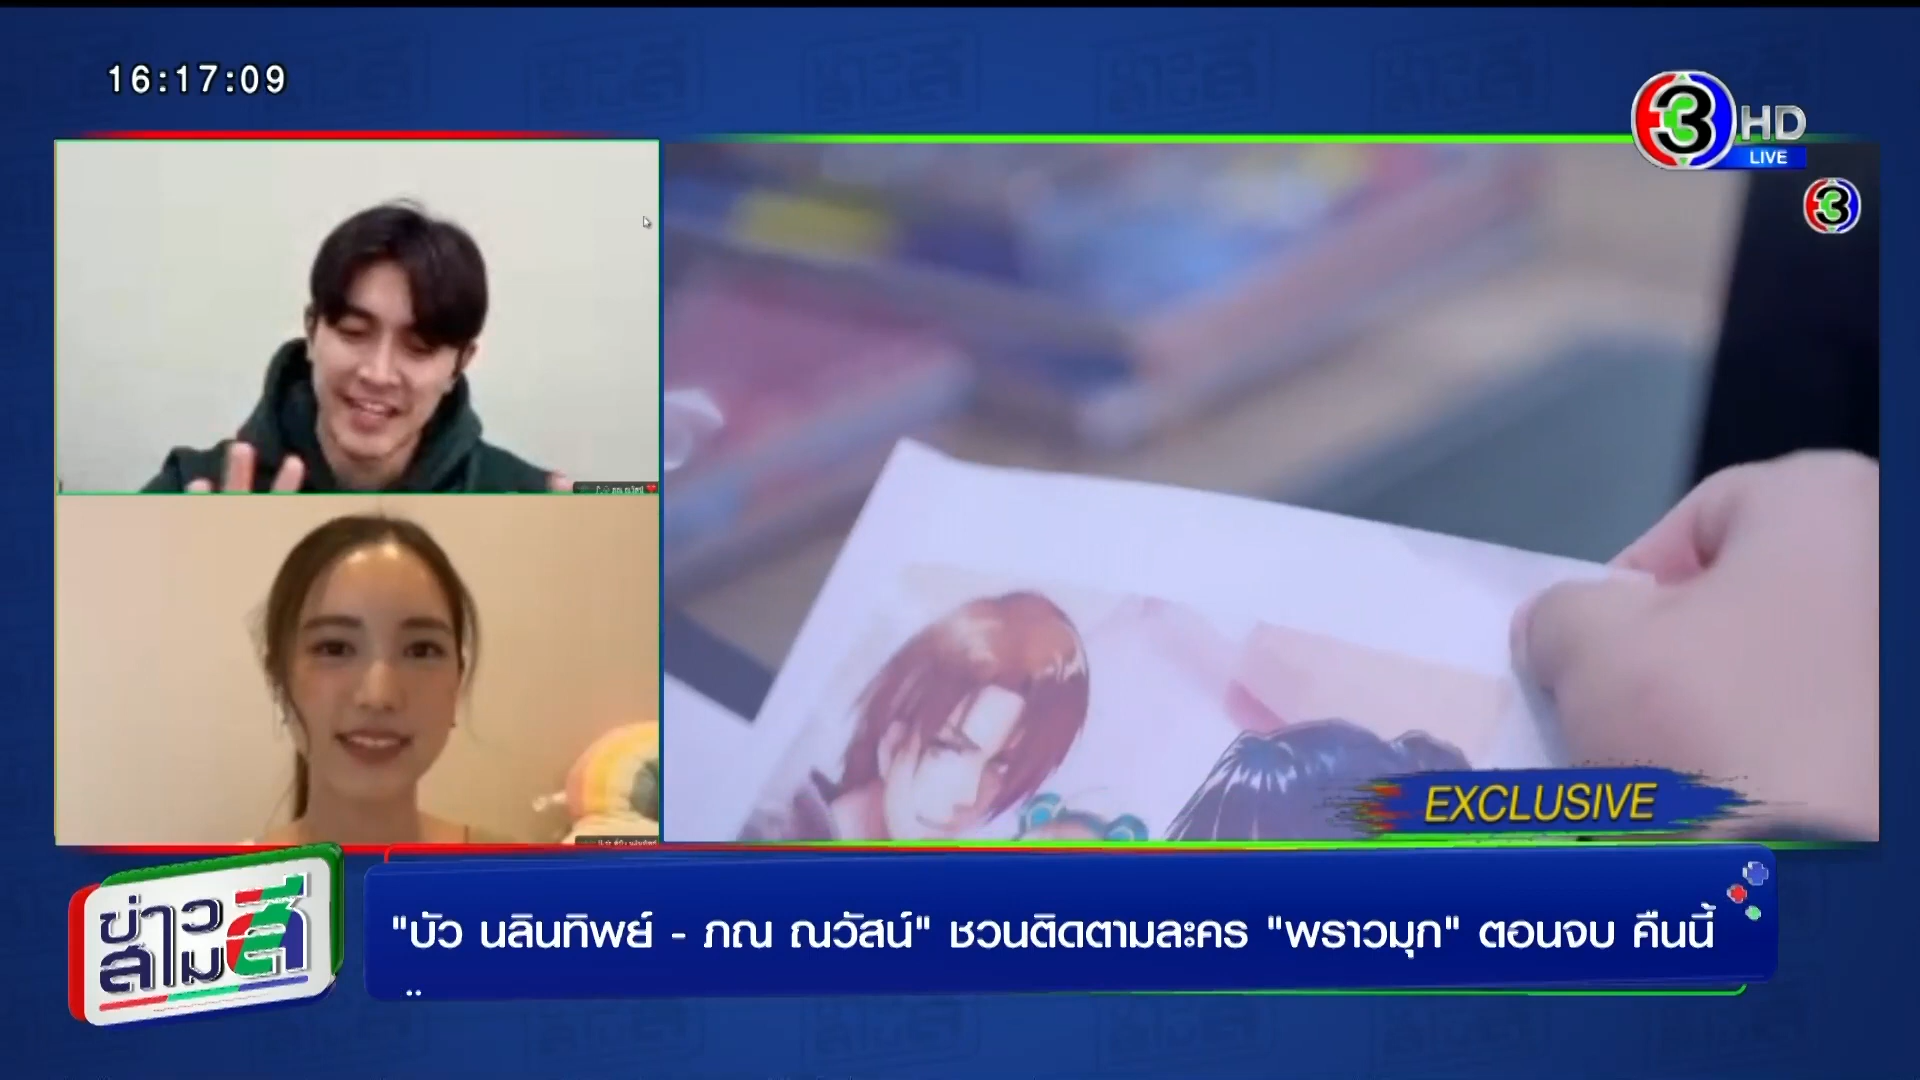 16:17:09
3 HD
LIVE
3
EXCLUSIVE
ข่าว
สามสี
"บัว นลินทิพย์ - ภณ ณวัสน์" ชวนติดตามละคร "พราวมุก" ตอนจบ คืนนี้
..